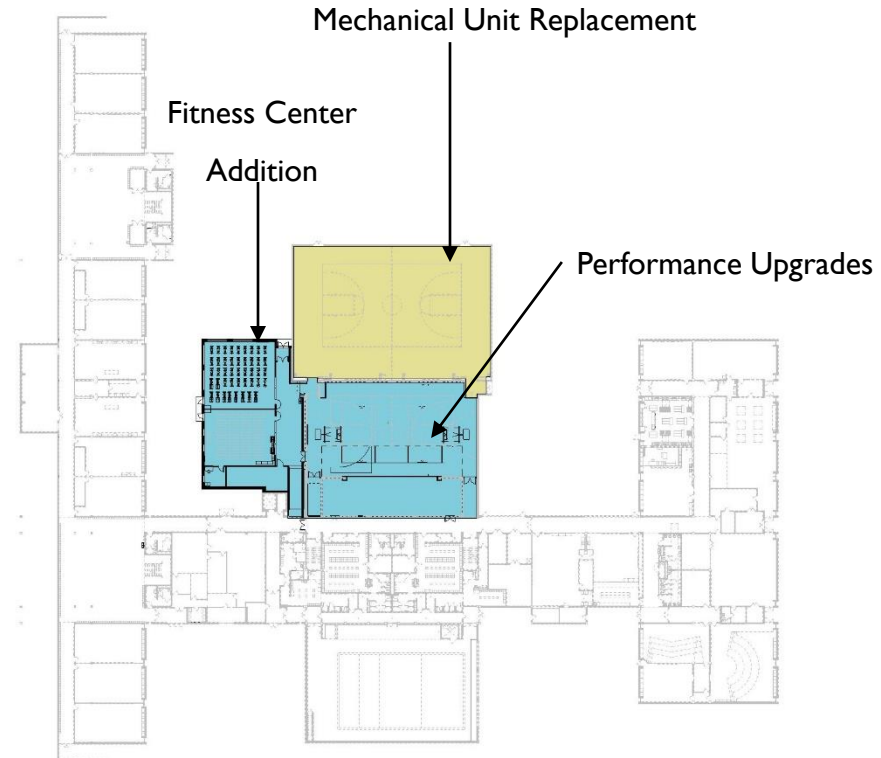 Mechanical Unit Replacement
Fitness Center
Addition
Performance Upgrades